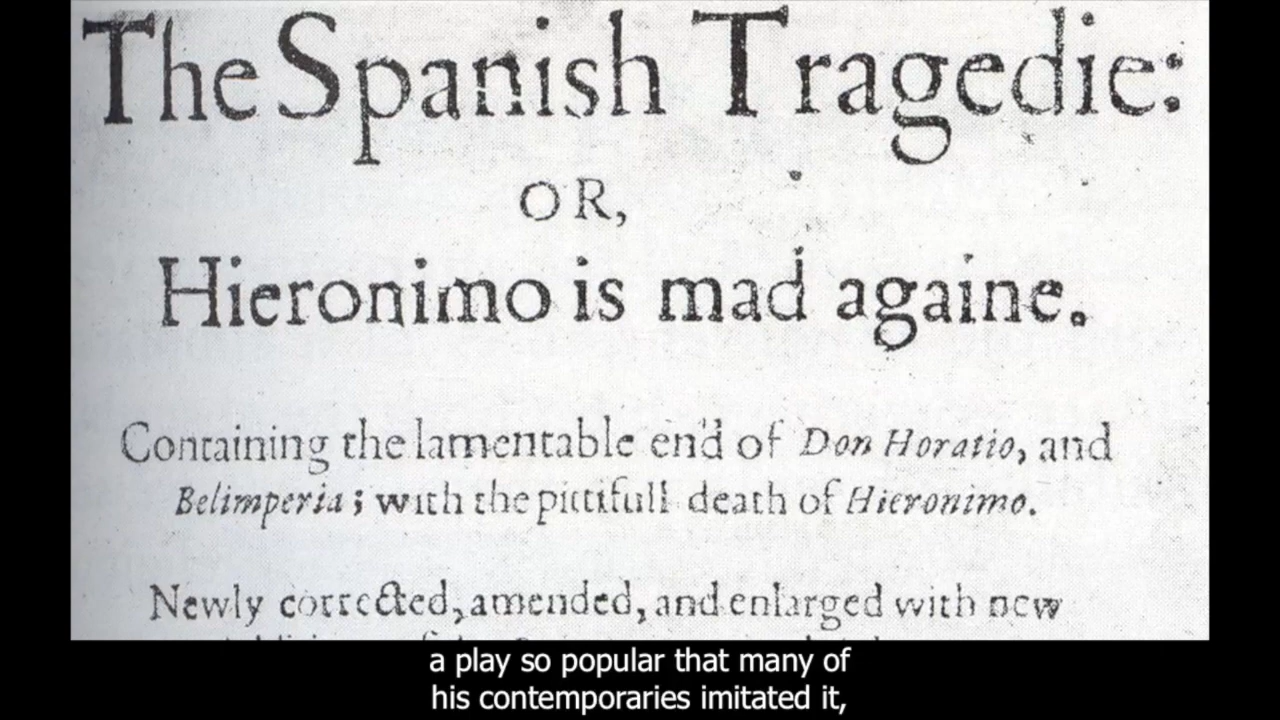 The Spanish Tragedie:
OR,
Hieronimo is mad againe.
Containing the lamentable end of Don Horatio, and
Belimperia; with the pittifull death of Hieronimo.
Newly corrected, amended, and enlarged with new
a play so popular that many of
his contemporaries imitated it,